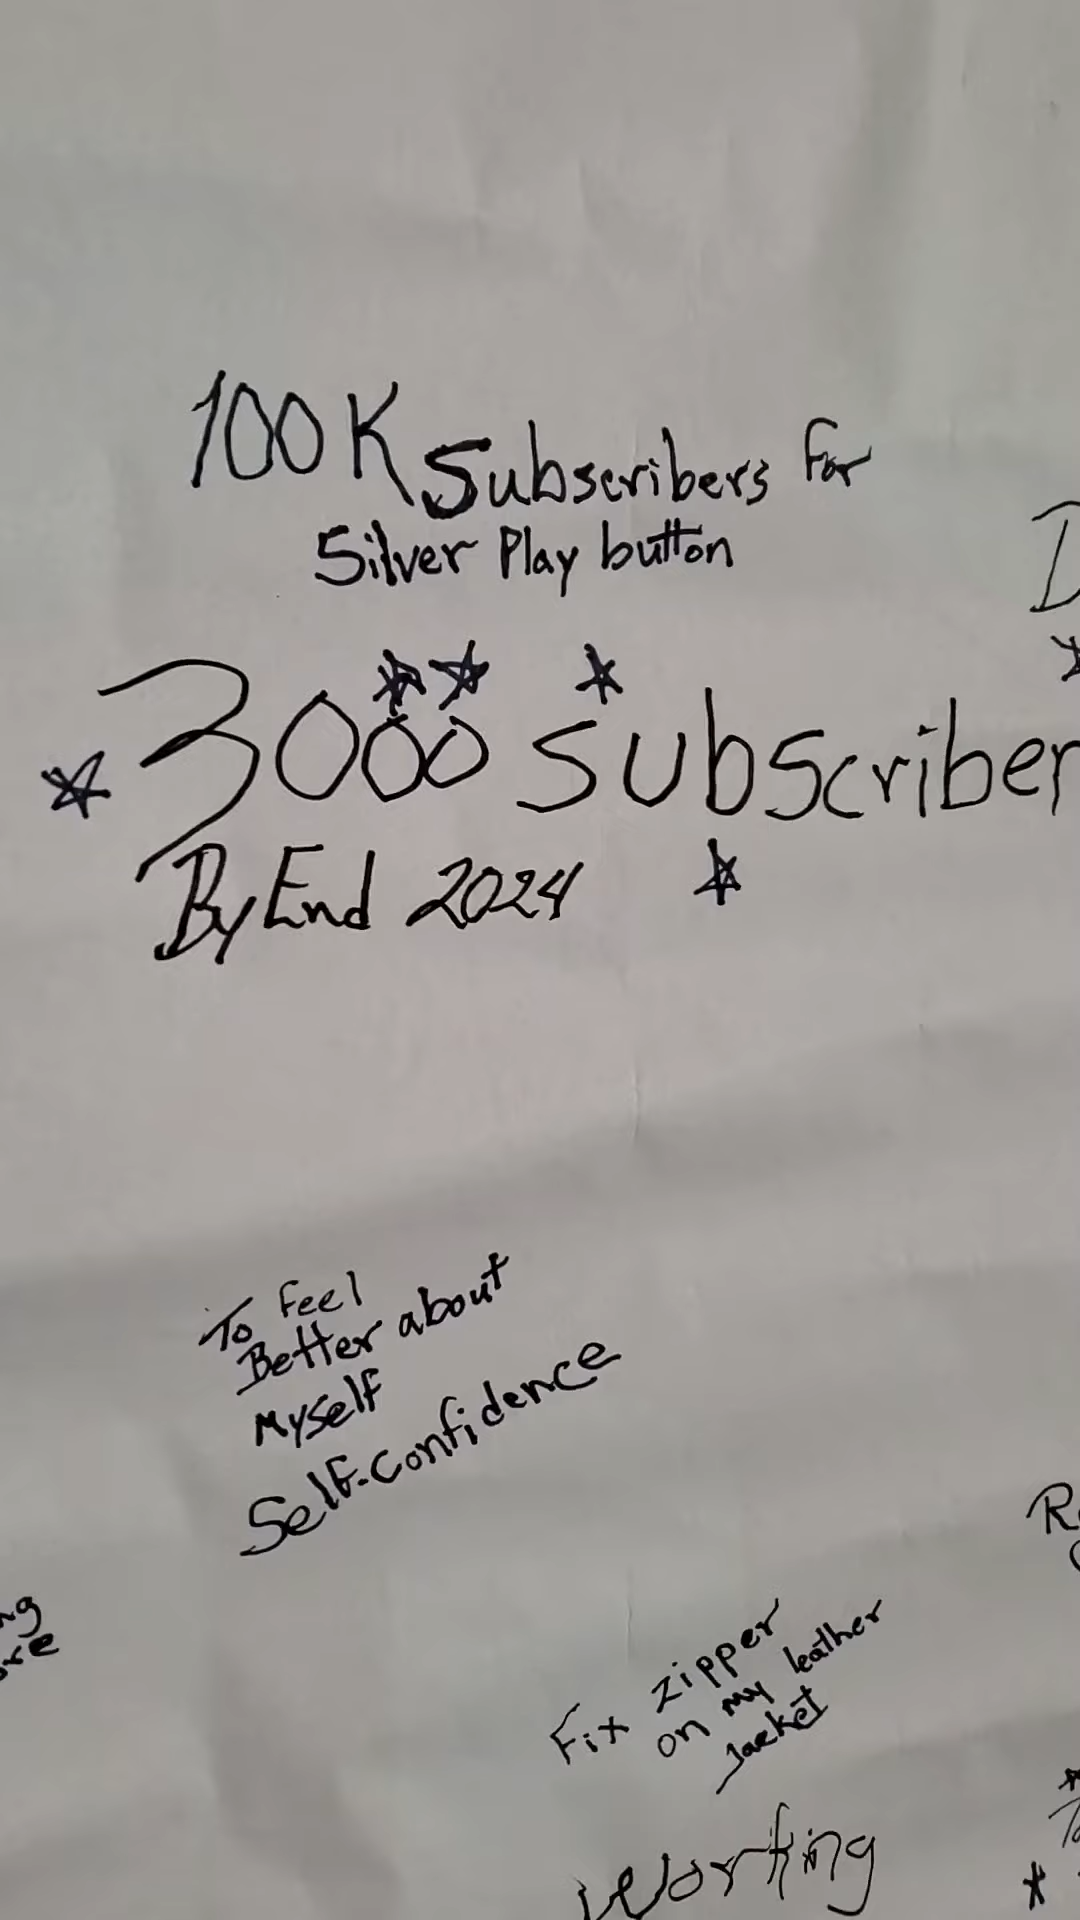 100K Subscribers For
Silver Play button
3000 Subscriber
By End 2024
To Feel
Better about
Myself
Self-Confidence
Fix zipper
on my leather
Jacket
Working